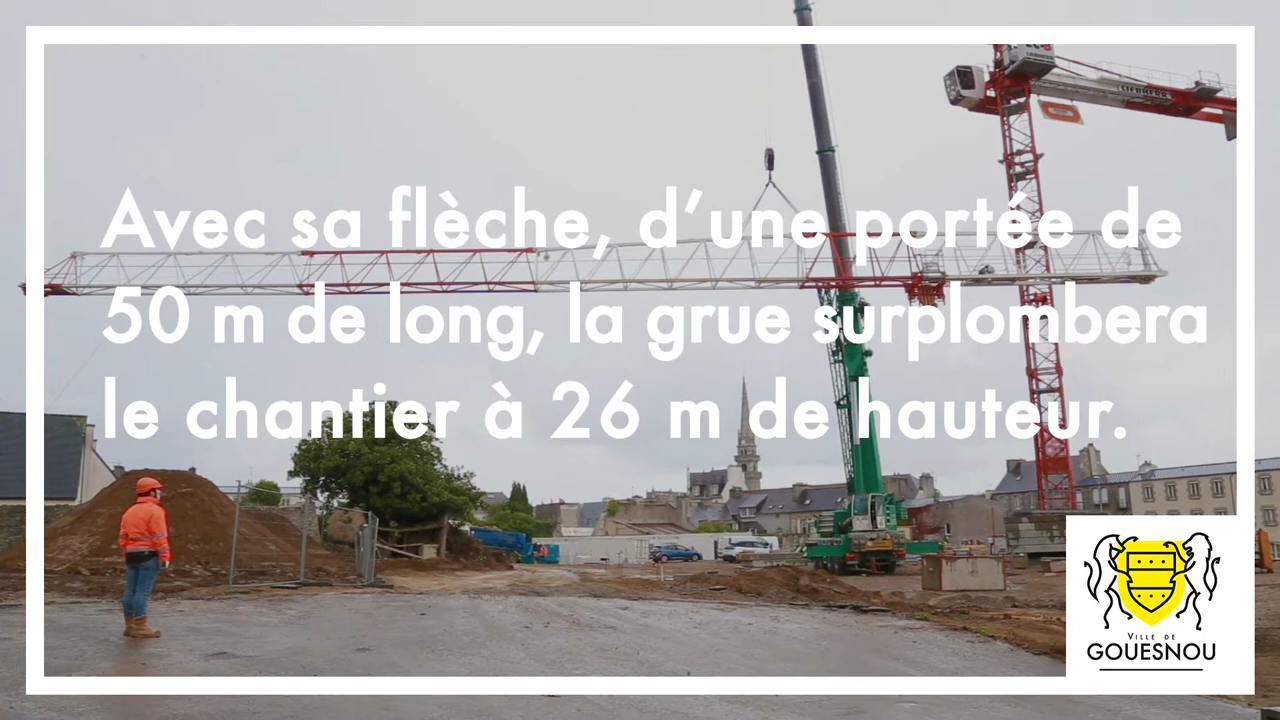 LIEBHERR
Avec sa flèche, d’une portée de
50 m de long, la grue surplombera
le chantier à 26 m de hauteur.
VILLE DE
GOUESNOU